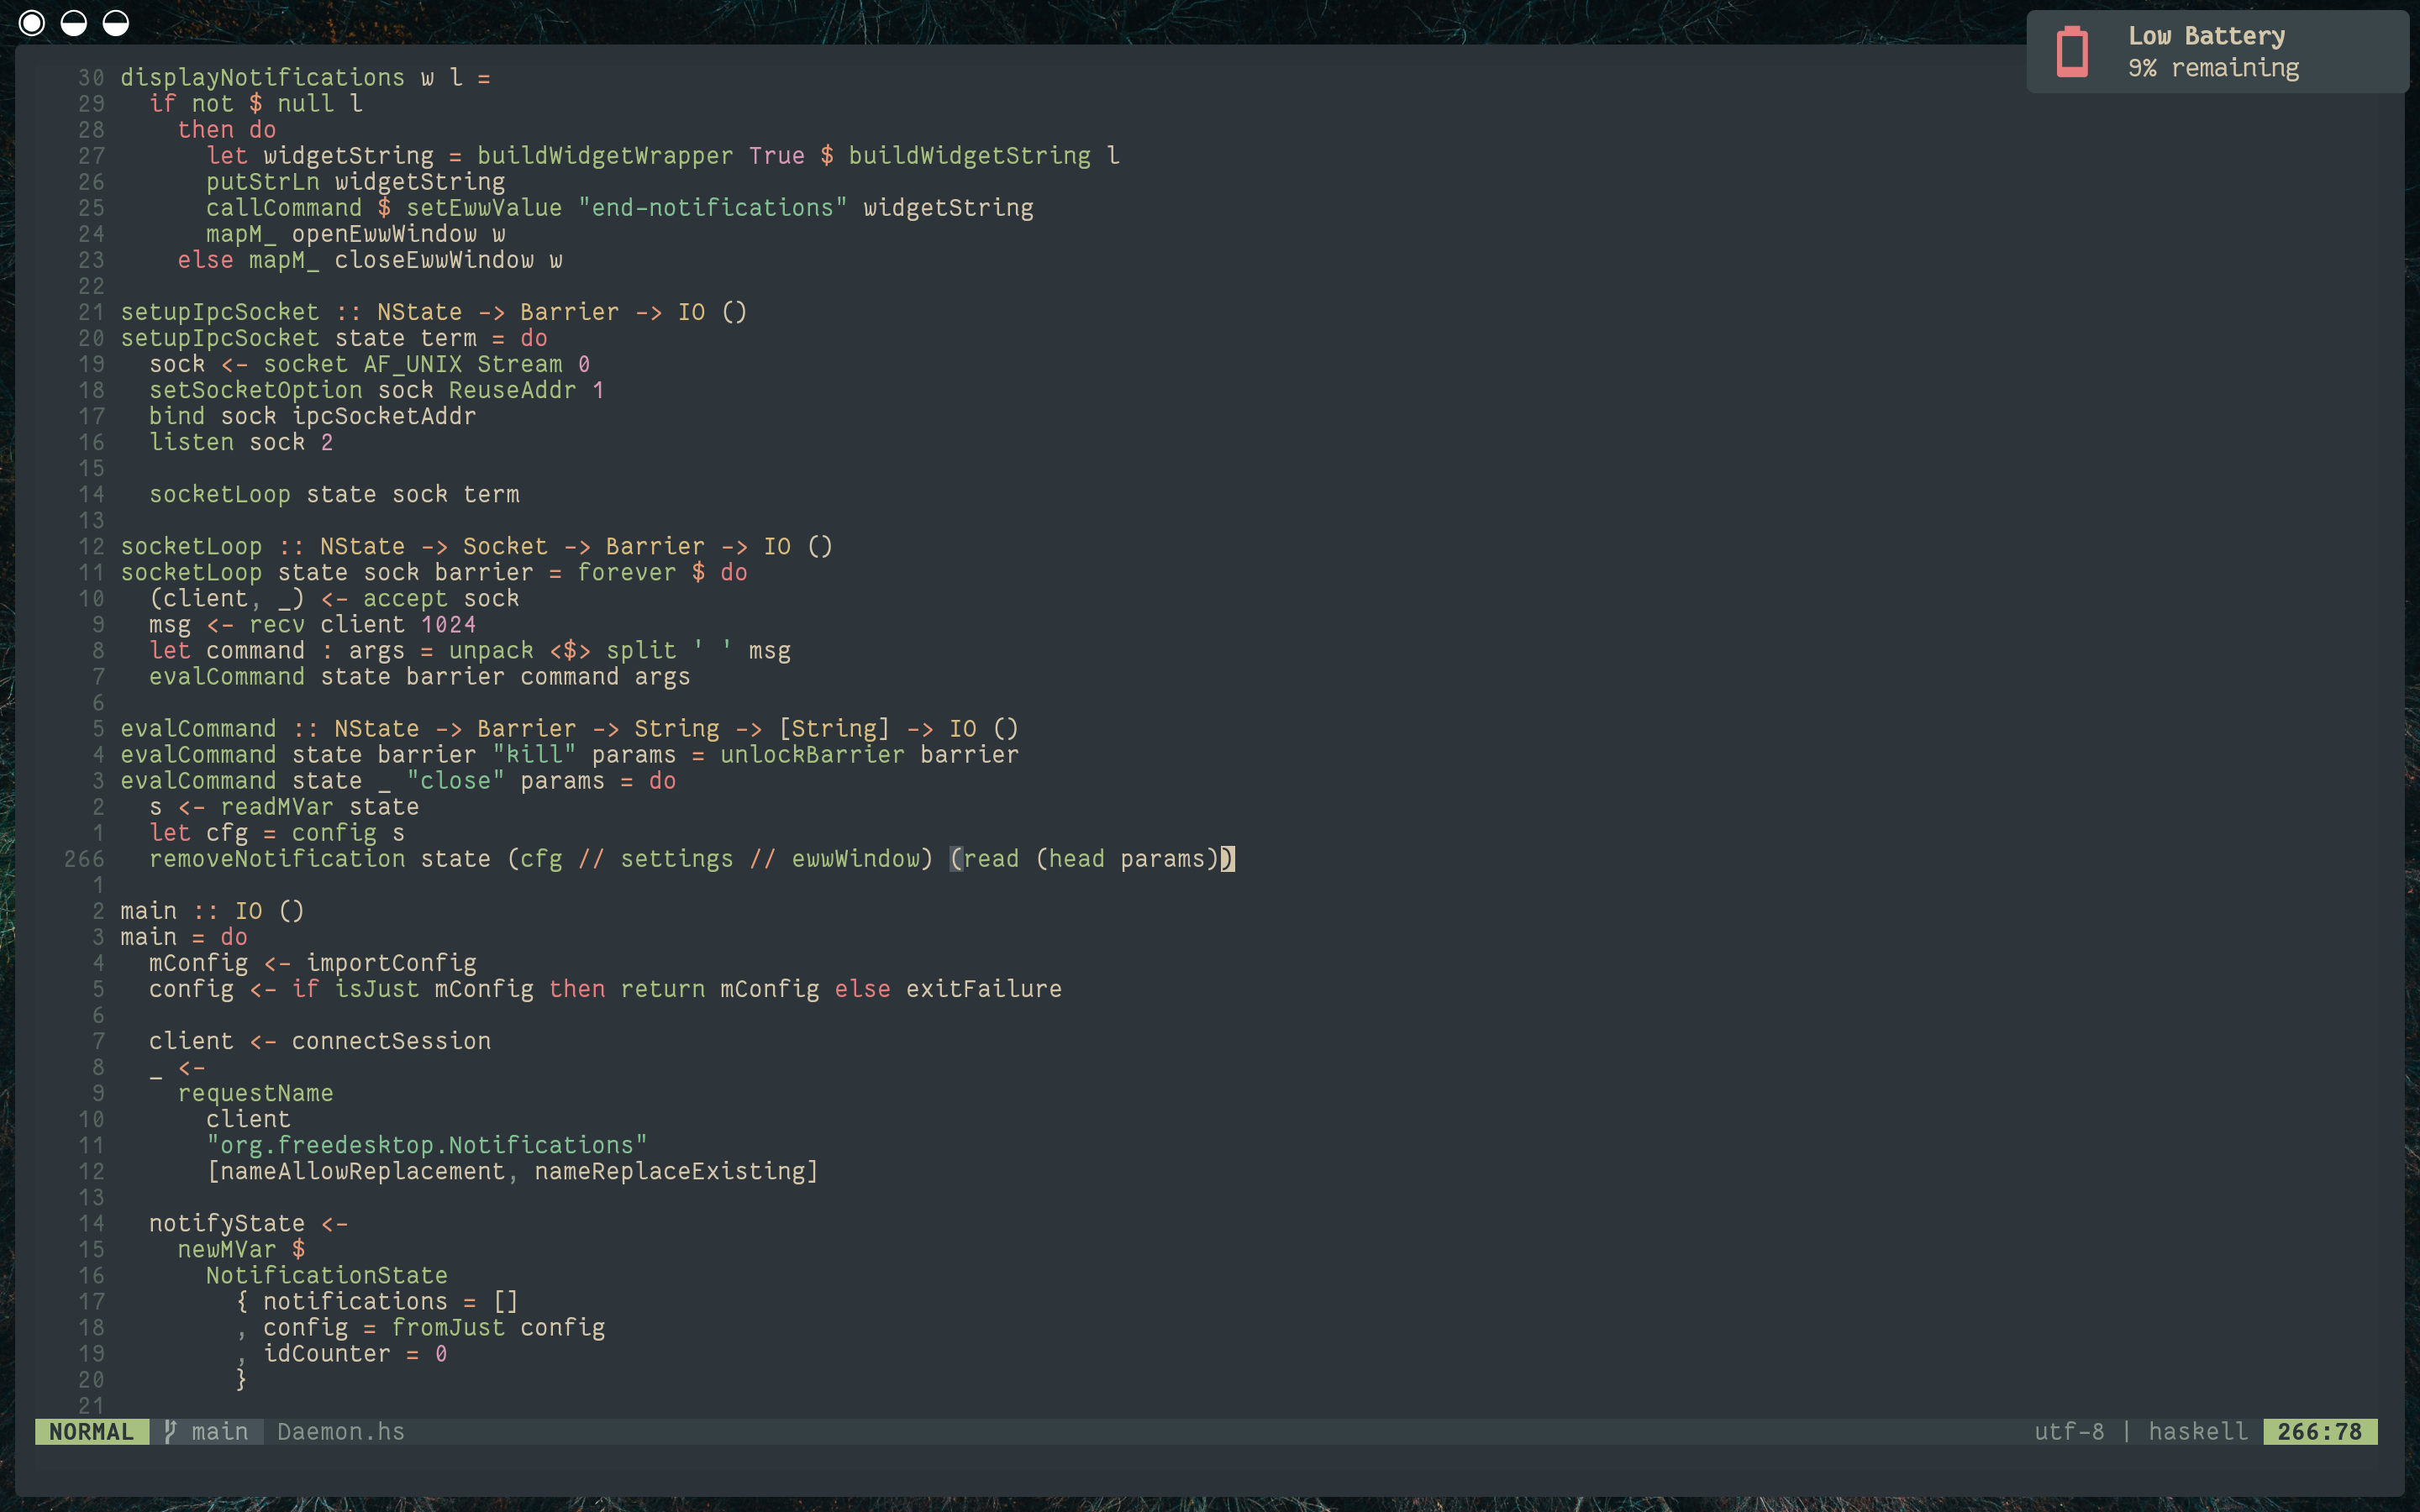 Low Battery
9% remaining
30 displayNotifications w l =
29   if not $ null l
28     then do
27       let widgetString = buildWidgetWrapper True $ buildWidgetString l
26       putStrLn widgetString
25       callCommand $ setEwwValue "end-notifications" widgetString
24       mapM_ openEwwWindow w
23     else mapM_ closeEwwWindow w
22
21 setupIpcSocket :: NState -> Barrier -> IO ()
20 setupIpcSocket state term = do
19   sock <- socket AF_UNIX Stream 0
18   setSocketOption sock ReuseAddr 1
17   bind sock ipcSocketAddr
16   listen sock 2
15
14   socketLoop state sock term
13
12 socketLoop :: NState -> Socket -> Barrier -> IO ()
11 socketLoop state sock barrier = forever $ do
10   (client, _) <- accept sock
9   msg <- recv client 1024
8   let command : args = unpack <$> split ' ' msg
7   evalCommand state barrier command args
6
5 evalCommand :: NState -> Barrier -> String -> [String] -> IO ()
4 evalCommand state barrier "kill" params = unlockBarrier barrier
3 evalCommand state _ "close" params = do
2   s <- readMVar state
1   let cfg = config s
266   removeNotification state (cfg // settings // ewwWindow) (read (head params))
1
2 main :: IO ()
3 main = do
4   mConfig <- importConfig
5   config <- if isJust mConfig then return mConfig else exitFailure
6
7   client <- connectSession
8   _ <-
9     requestName
10       client
11       "org.freedesktop.Notifications"
12       [nameAllowReplacement, nameReplaceExisting]
13
14   notifyState <-
15     newMVar $
16       NotificationState
17         { notifications = []
18         , config = fromJust config
19         , idCounter = 0
20         }
21
NORMAL main Daemon.hs utf-8 | haskell 266:78